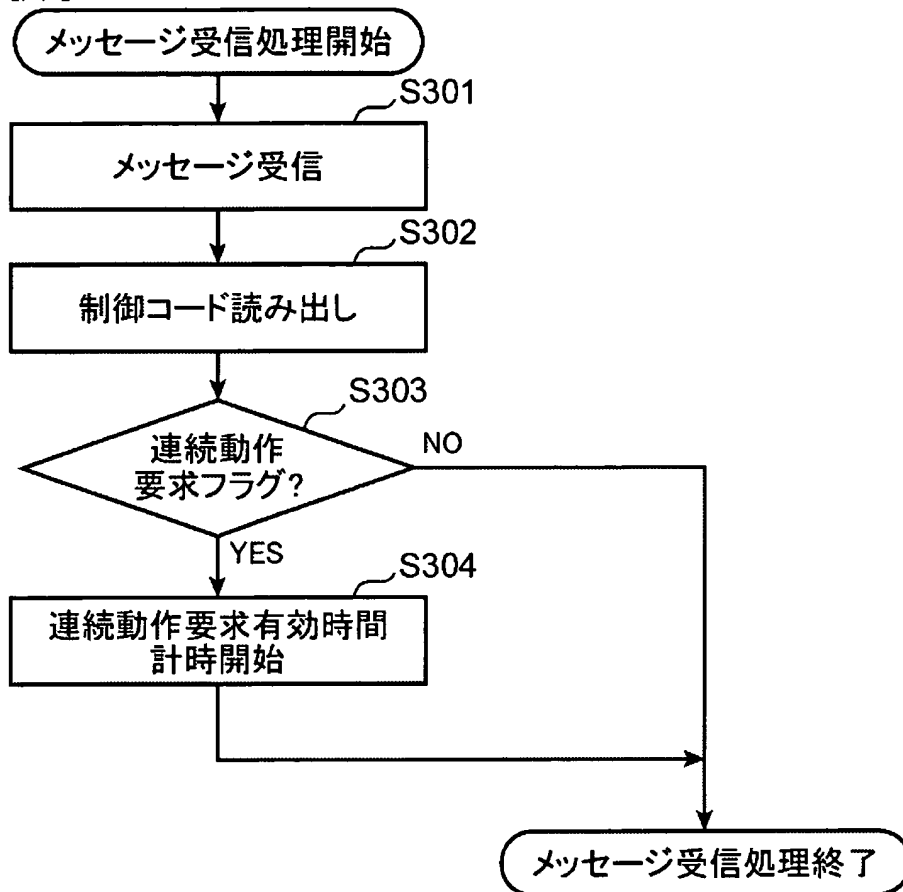 メッセージ受信処理開始
S301
メッセージ受信
S302
制御コード読み出し
S303
連続動作
要求フラグ?
NO
YES
S304
連続動作要求有効時間
計時開始
メッセージ受信処理終了